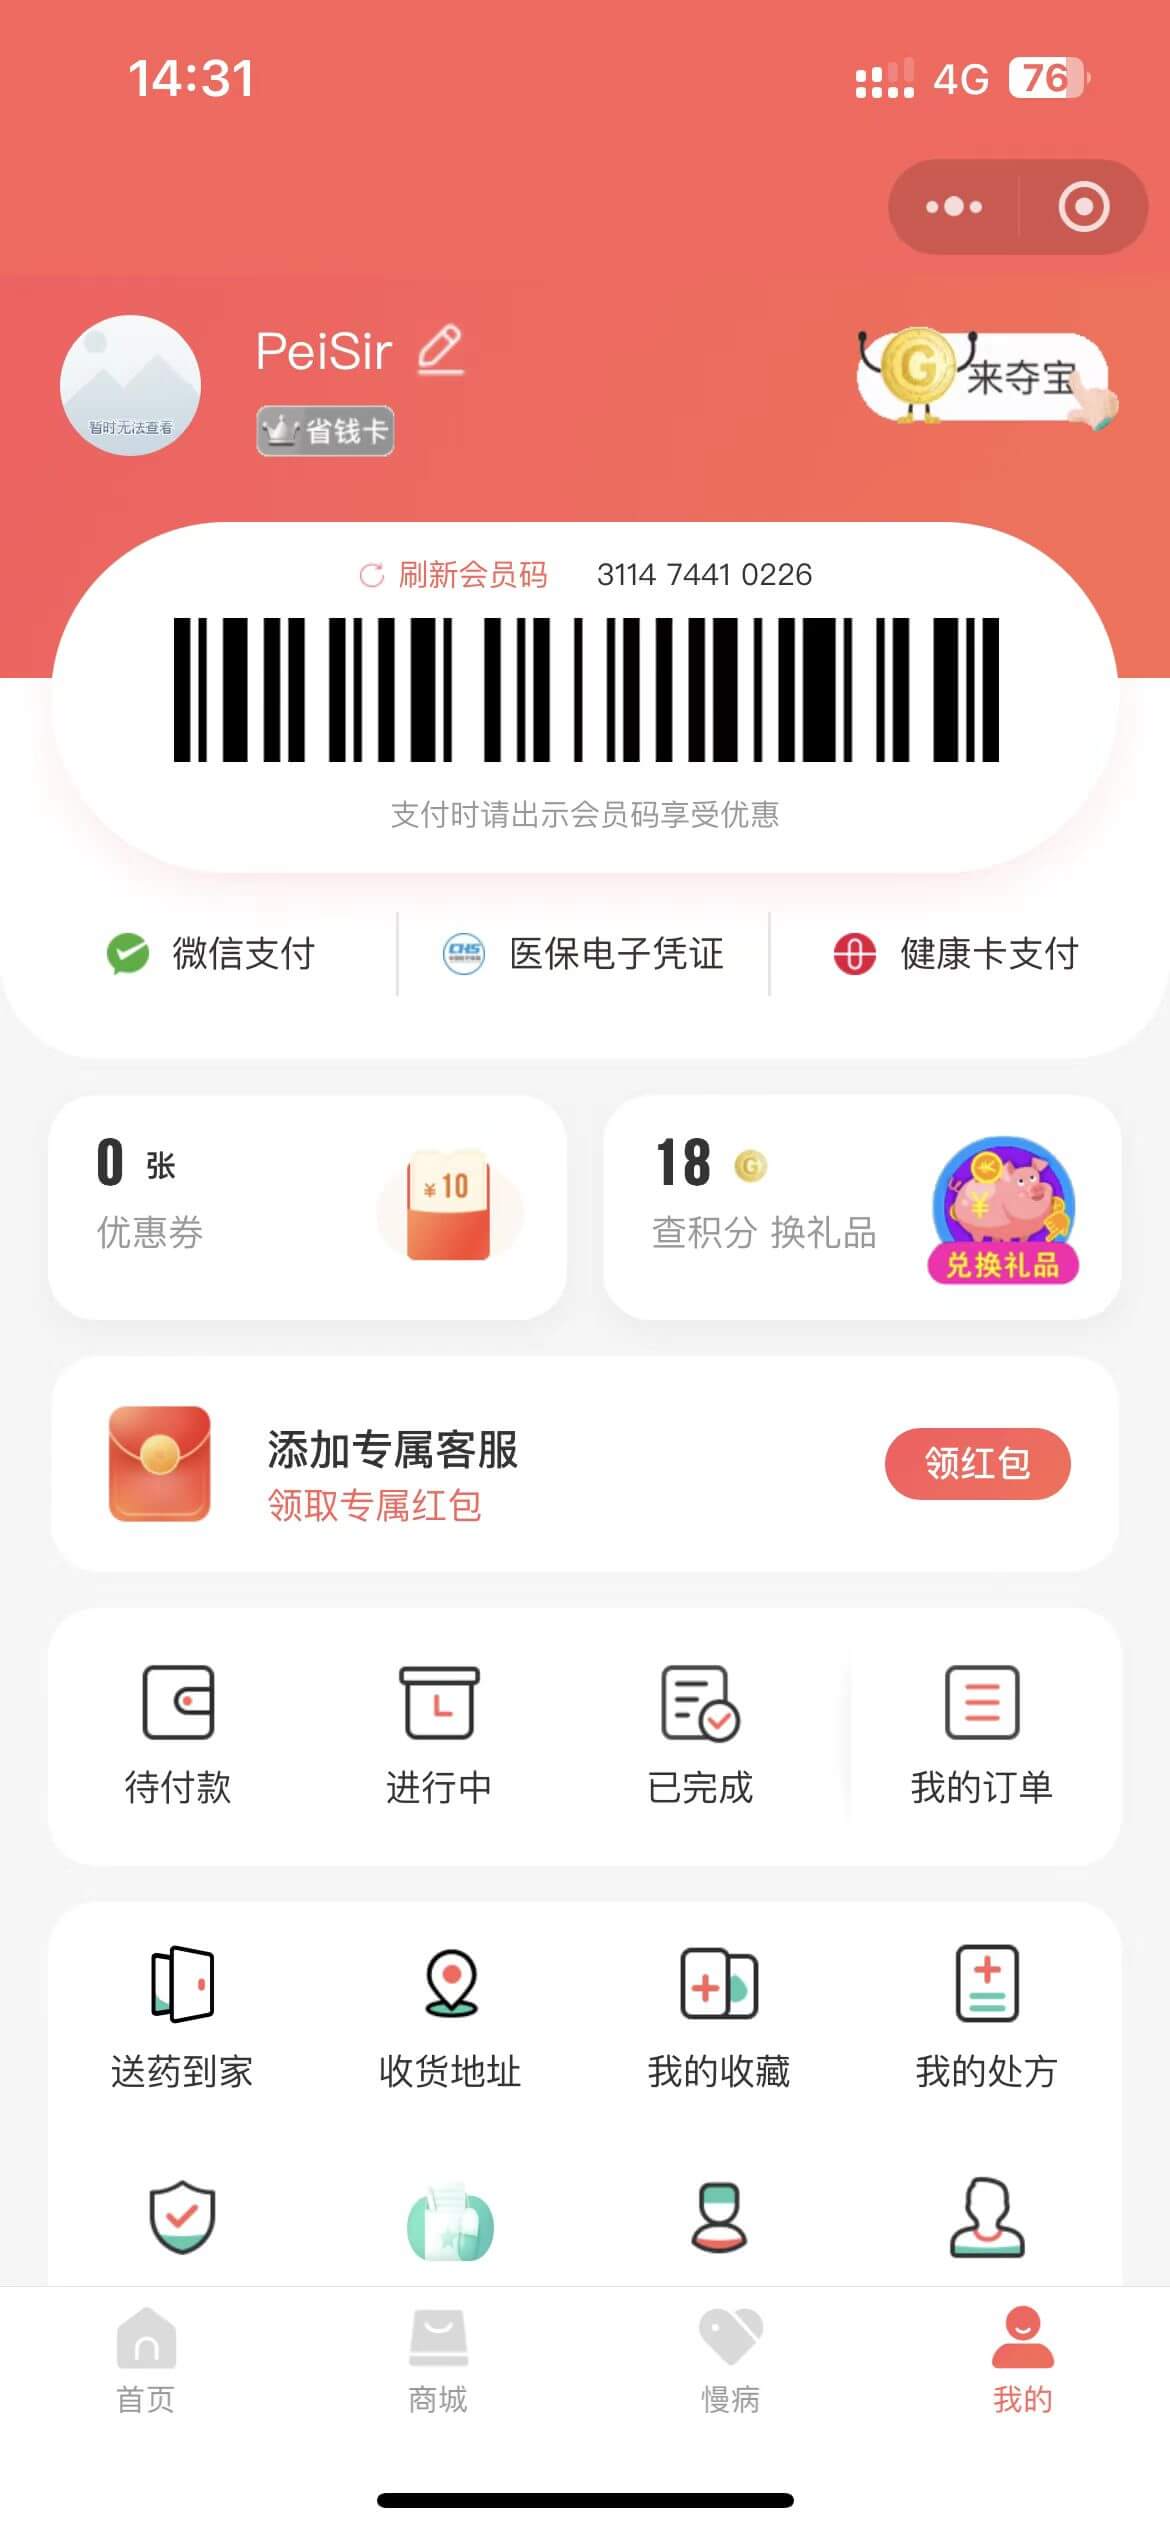 14:31 4G 76
PeiSir
暂时无法查看
省钱卡
G 来夺宝
刷新会员码 3114 7441 0226
支付时请出示会员码享受优惠
微信支付 CHS 医保电子凭证 健康卡支付
0 张
优惠券
¥10
18 G
查积分 换礼品
¥
兑换礼品
添加专属客服
领取专属红包
领红包
待付款 进行中 已完成 我的订单
送药到家 收货地址 我的收藏 我的处方
首页 商城 慢病 我的